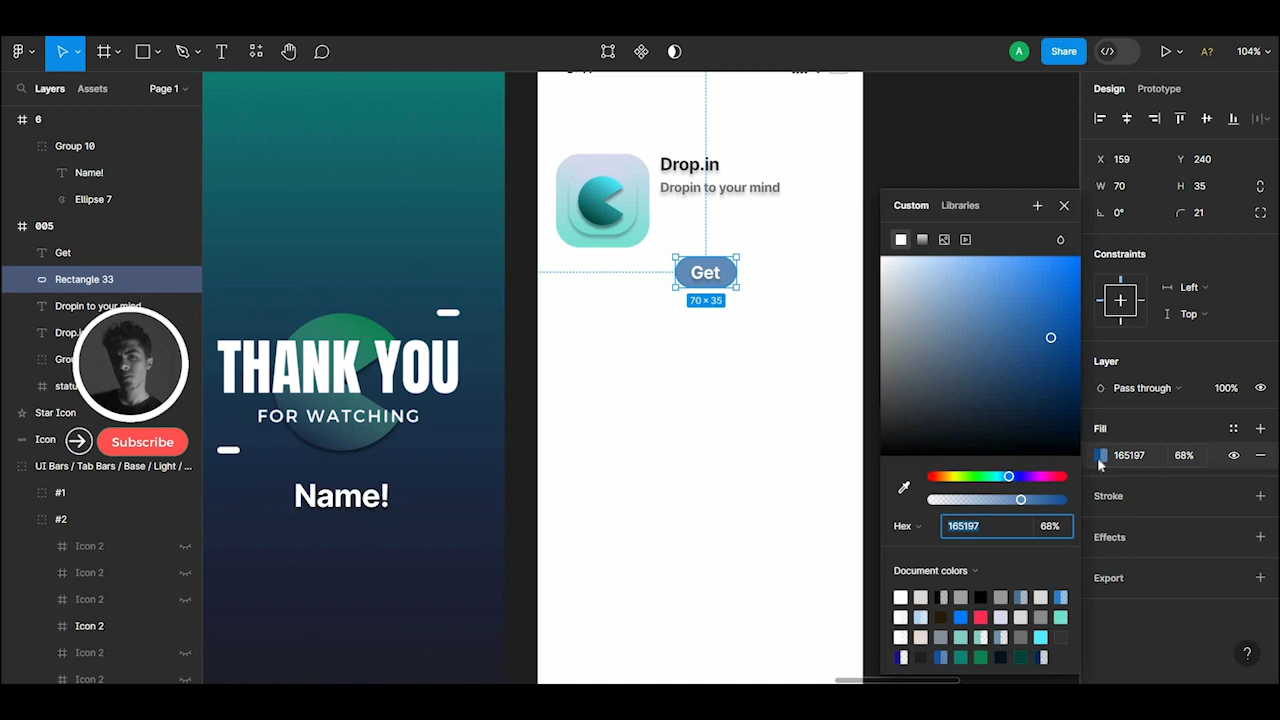 A
Share
A?
104%
Layers
Assets
Page 1
6
Group 10
Name!
Ellipse 7
005
Get
Rectangle 33
Dropin to your mind
Star Icon
Icon
UI Bars / Tab Bars / Base / Light / ...
#1
#2
Icon 2
Icon 2
Icon 2
Icon 2
Icon 2
Icon 2
Subscribe
THANK YOU
FOR WATCHING
Name!
Drop.in
Dropin to your mind
Get
70 × 35
Custom
Libraries
Hex
165197
68%
Document colors
Design
Prototype
X 159
Y 240
W 70
H 35
0°
21
Constraints
Left
Top
Layer
Pass through
100%
Fill
165197
68%
Stroke
Effects
Export
?